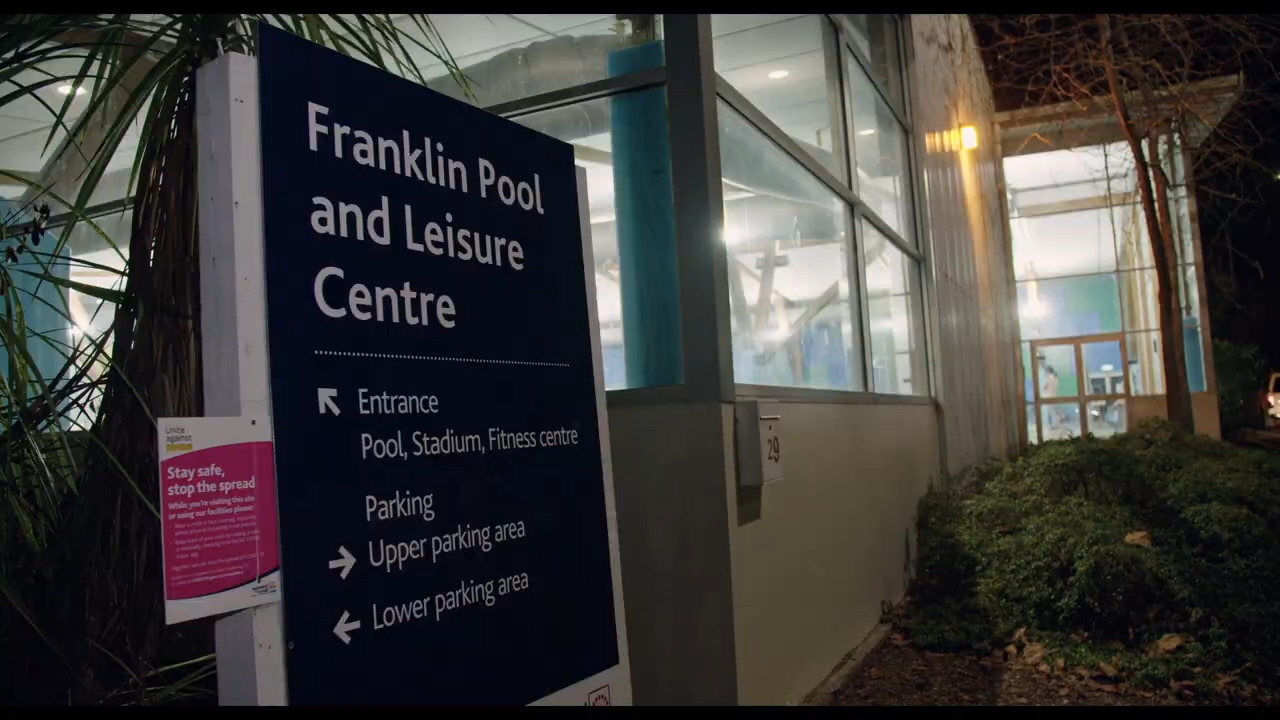 Franklin Pool
and Leisure
Centre
Entrance
Pool, Stadium, Fitness centre
Parking
Upper parking area
Lower parking area
Unite
against
Stay safe,
stop the spread
While you're visiting this site
or using our facilities please:
29